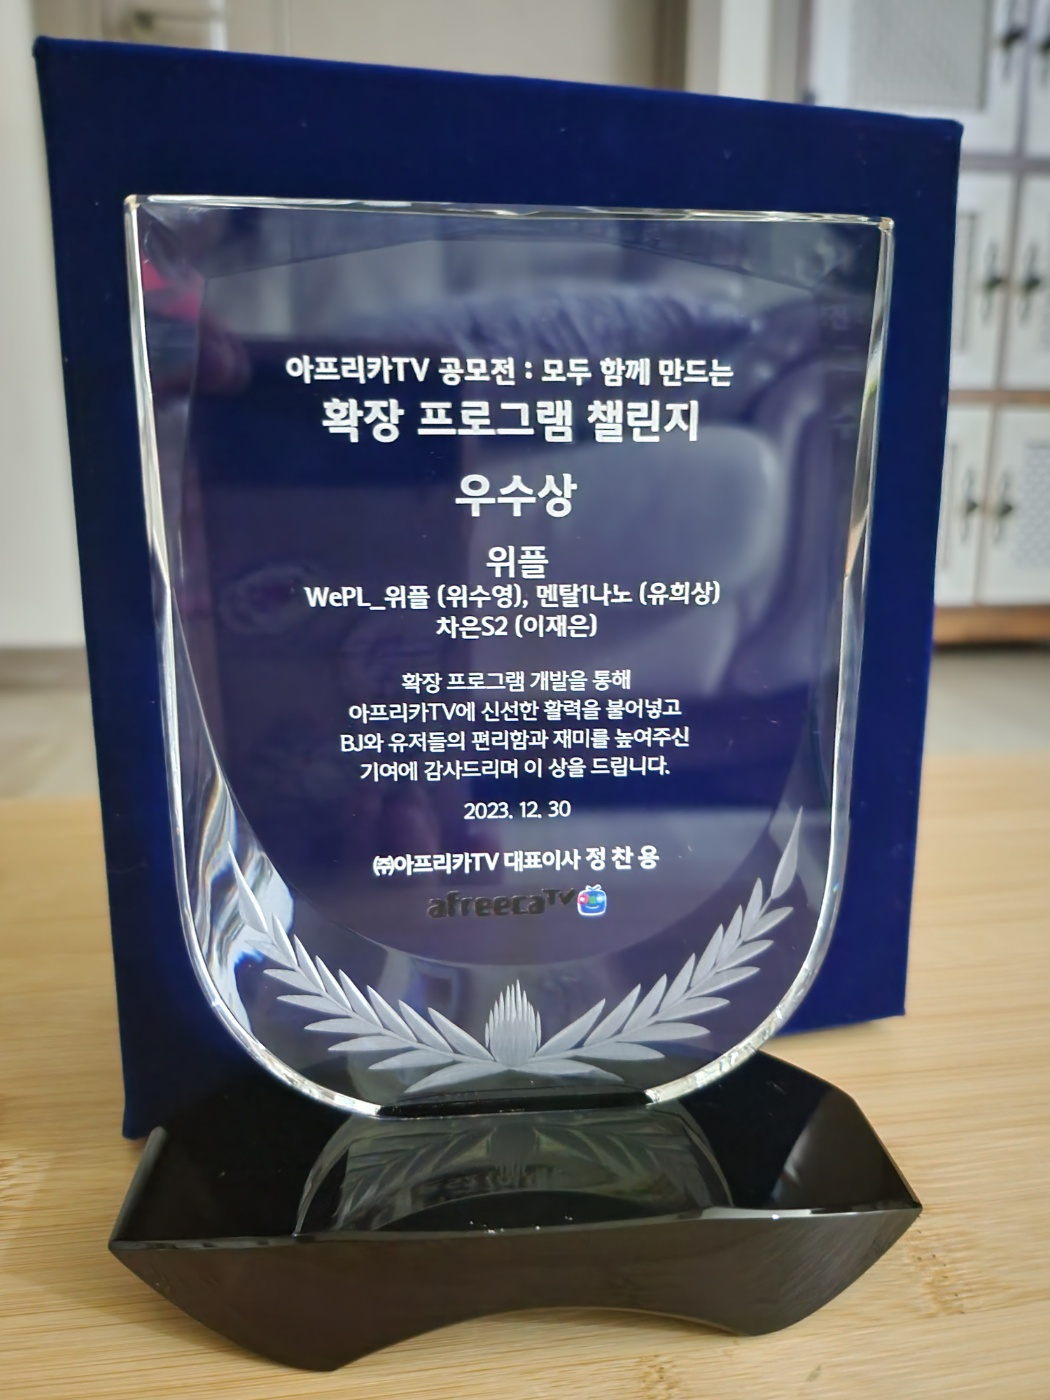 아프리카TV 공모전 : 모두 함께 만드는
확장 프로그램 챌린지
우수상
위플
WePL_위플 (위수영), 멘탈1나노 (유희상)
차은S2 (이재은)
확장 프로그램 개발을 통해
아프리카TV에 신선한 활력을 불어넣고
BJ와 유저들의 편리함과 재미를 높여주신
기여에 감사드리며 이 상을 드립니다.
2023. 12. 30
㈜아프리카TV 대표이사 정 찬 용
afreecaTV